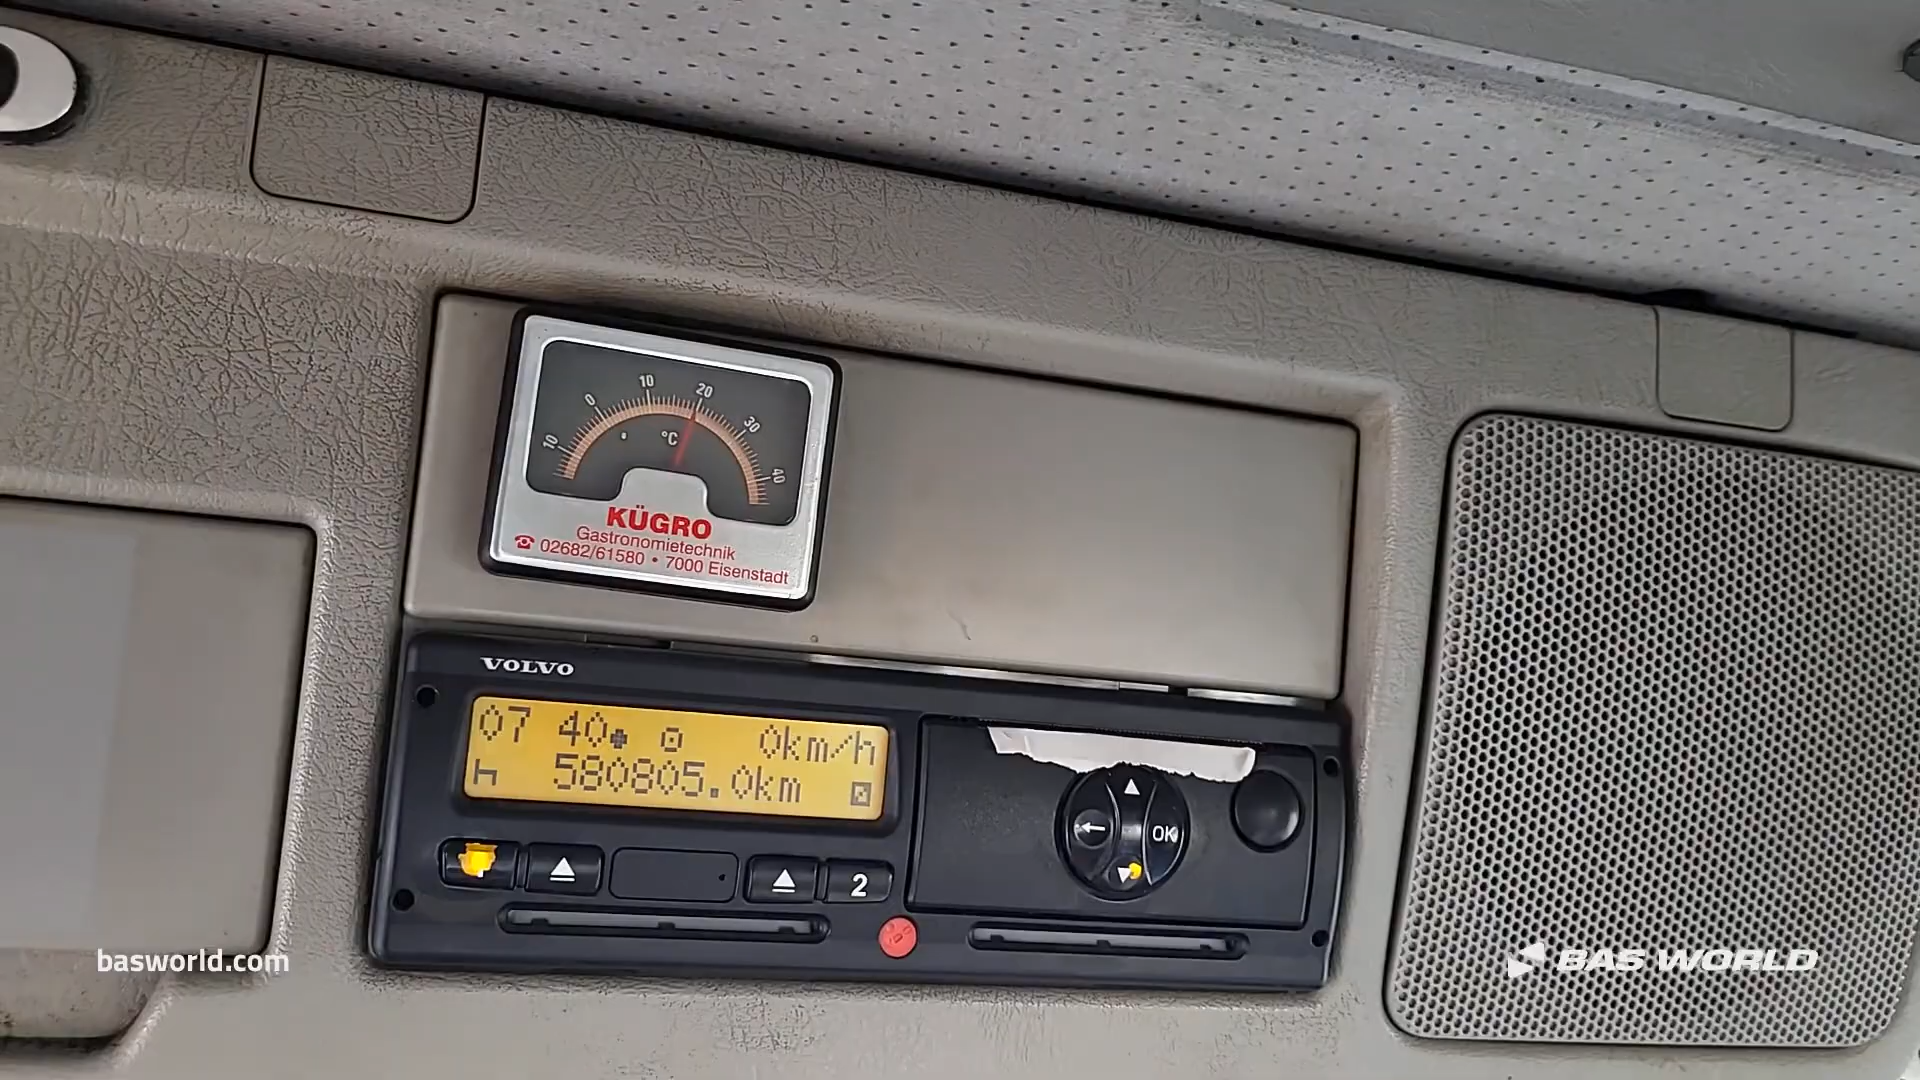 10 0 10 20 30 40
°C
KÜGRO
Gastronomietechnik
☎ 02682/61580 • 7000 Eisenstadt
VOLVO
07 40 0km/h
580805.0km
OK
2
basworld.com
BAS WORLD